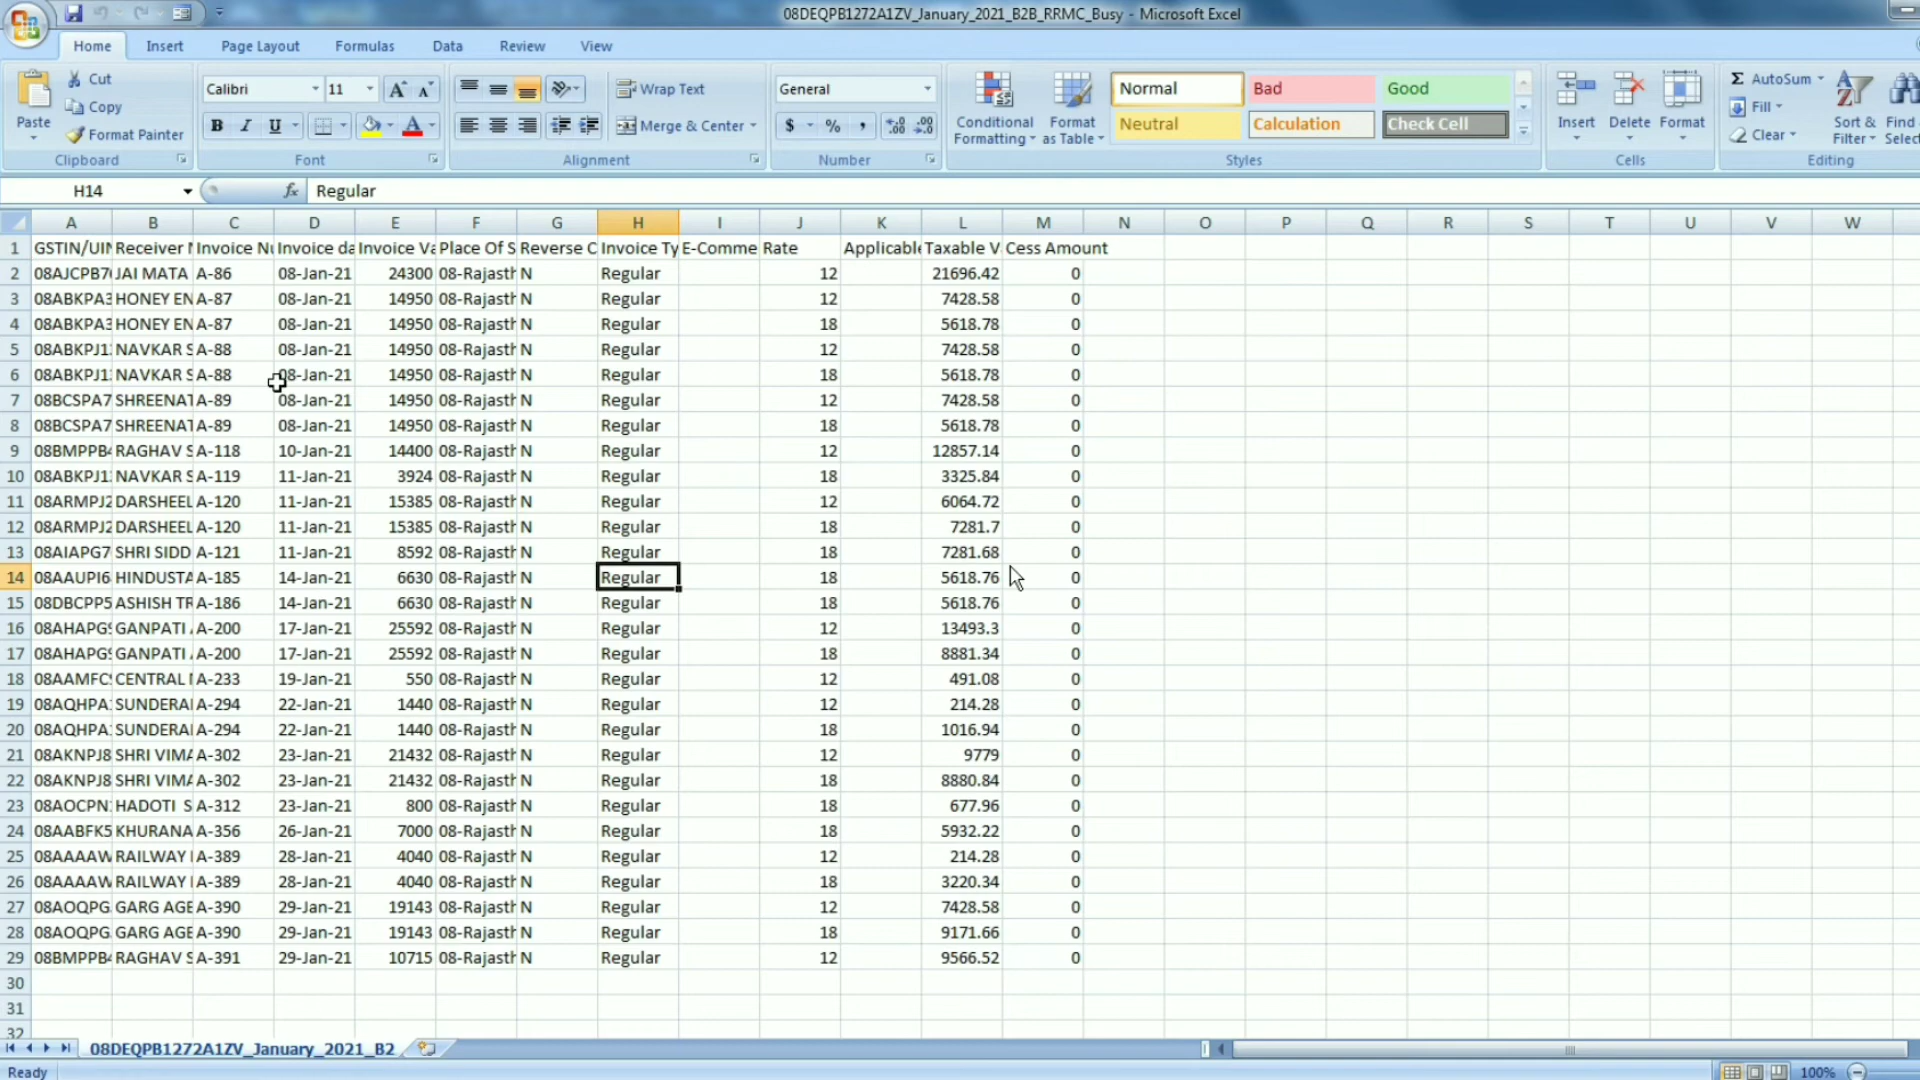 08DEQPB1272A1ZV_January_2021_B2B_RRMC_Busy - Microsoft Excel
Home Insert Page Layout Formulas Data Review View
Paste Cut Copy Format Painter Clipboard
Calibri 11 B I U A A A Font
Wrap Text Merge & Center Alignment
General $ % , Number
Conditional Formatting Format as Table Normal Bad Good Neutral Calculation Check Cell Styles
Insert Delete Format Cells
Σ AutoSum Fill Clear Sort & Filter Find Selec Editing
H14 fx Regular
A B C D E F G H I J K L M N O P Q R S T U V W
1 GSTIN/UIN Receiver Invoice Nu Invoice da Invoice Va Place Of S Reverse C Invoice Ty E-Comme Rate Applicable Taxable V Cess Amount
2 08AJCPB7 JAI MATA A-86 08-Jan-21 24300 08-Rajasth N Regular 12 21696.42 0
3 08ABKPA3 HONEY EN A-87 08-Jan-21 14950 08-Rajasth N Regular 12 7428.58 0
4 08ABKPA3 HONEY EN A-87 08-Jan-21 14950 08-Rajasth N Regular 18 5618.78 0
5 08ABKPJ1 NAVKAR S A-88 08-Jan-21 14950 08-Rajasth N Regular 12 7428.58 0
6 08ABKPJ1 NAVKAR S A-88 08-Jan-21 14950 08-Rajasth N Regular 18 5618.78 0
7 08BCSPA7 SHREENAT A-89 08-Jan-21 14950 08-Rajasth N Regular 12 7428.58 0
8 08BCSPA7 SHREENAT A-89 08-Jan-21 14950 08-Rajasth N Regular 18 5618.78 0
9 08BMPPB4 RAGHAV S A-118 10-Jan-21 14400 08-Rajasth N Regular 12 12857.14 0
10 08ABKPJ1 NAVKAR S A-119 11-Jan-21 3924 08-Rajasth N Regular 18 3325.84 0
11 08ARMPJ2 DARSHEEL A-120 11-Jan-21 15385 08-Rajasth N Regular 12 6064.72 0
12 08ARMPJ2 DARSHEEL A-120 11-Jan-21 15385 08-Rajasth N Regular 18 7281.7 0
13 08AIAPG7 SHRI SIDD A-121 11-Jan-21 8592 08-Rajasth N Regular 18 7281.68 0
14 08AAUPI6 HINDUSTA A-185 14-Jan-21 6630 08-Rajasth N Regular 18 5618.76 0
15 08DBCPP5 ASHISH TR A-186 14-Jan-21 6630 08-Rajasth N Regular 18 5618.76 0
16 08AHAPG9 GANPATI A-200 17-Jan-21 25592 08-Rajasth N Regular 12 13493.3 0
17 08AHAPG9 GANPATI A-200 17-Jan-21 25592 08-Rajasth N Regular 18 8881.34 0
18 08AAMFC CENTRAL A-233 19-Jan-21 550 08-Rajasth N Regular 12 491.08 0
19 08AQHPA SUNDERA A-294 22-Jan-21 1440 08-Rajasth N Regular 12 214.28 0
20 08AQHPA SUNDERA A-294 22-Jan-21 1440 08-Rajasth N Regular 18 1016.94 0
21 08AKNPJ8 SHRI VIMA A-302 23-Jan-21 21432 08-Rajasth N Regular 12 9779 0
22 08AKNPJ8 SHRI VIMA A-302 23-Jan-21 21432 08-Rajasth N Regular 18 8880.84 0
23 08AOCPN HADOTI S A-312 23-Jan-21 800 08-Rajasth N Regular 18 677.96 0
24 08AABFK5 KHURANA A-356 26-Jan-21 7000 08-Rajasth N Regular 18 5932.22 0
25 08AAAAW RAILWAY A-389 28-Jan-21 4040 08-Rajasth N Regular 12 214.28 0
26 08AAAAW RAILWAY A-389 28-Jan-21 4040 08-Rajasth N Regular 18 3220.34 0
27 08AOQPG GARG AGE A-390 29-Jan-21 19143 08-Rajasth N Regular 12 7428.58 0
28 08AOQPG GARG AGE A-390 29-Jan-21 19143 08-Rajasth N Regular 18 9171.66 0
29 08BMPPB4 RAGHAV S A-391 29-Jan-21 10715 08-Rajasth N Regular 12 9566.52 0
30
31
32
08DEQPB1272A1ZV_January_2021_B2
Ready 100%